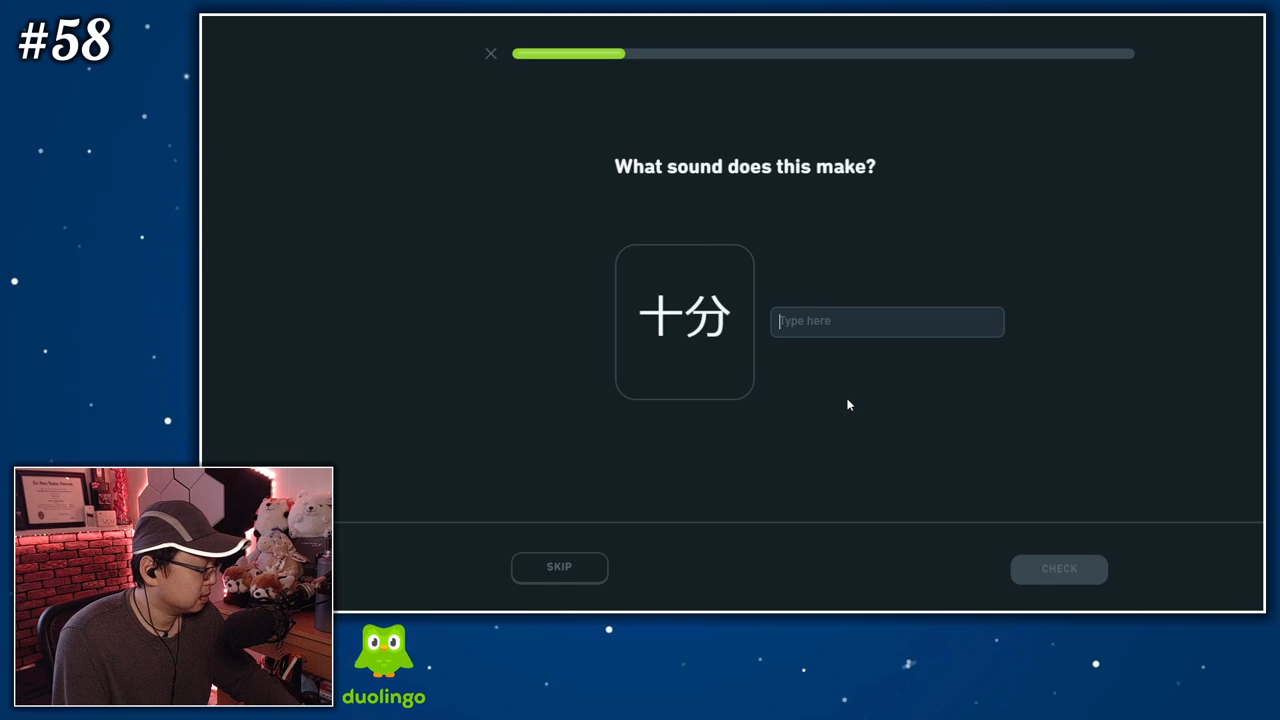 #58
What sound does this make?
十分
Type here
SKIP
CHECK
duolingo